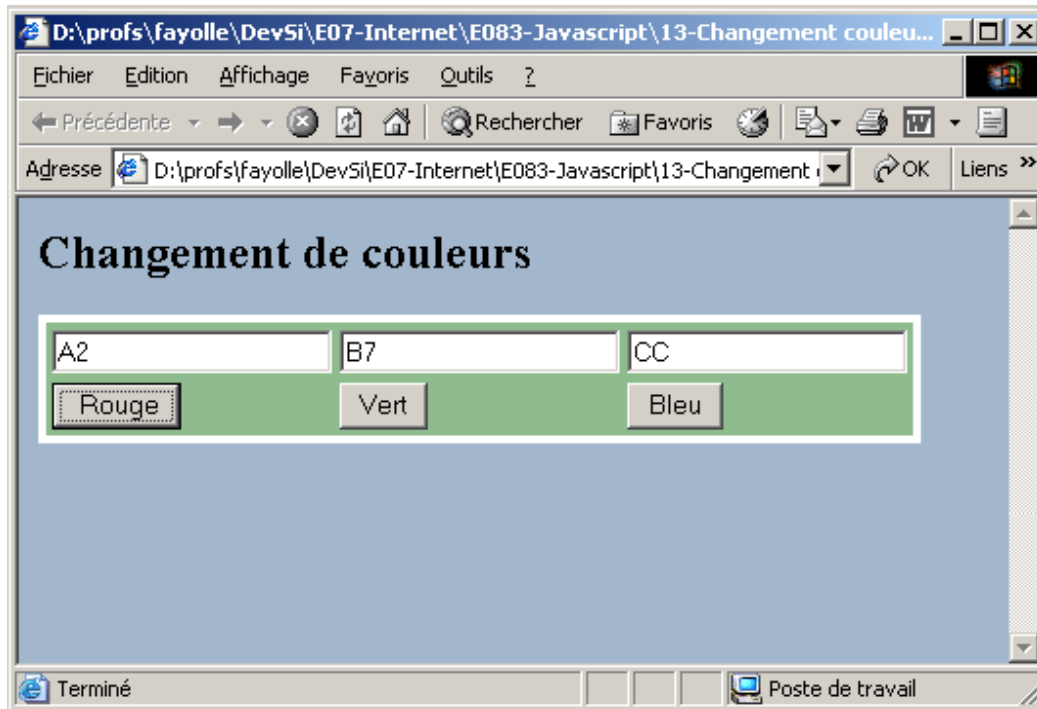 D:\profs\fayolle\DevSi\E07-Internet\E083-Javascript\13-Changement couleu...
Fichier Edition Affichage Favoris Outils ?
Précédente Rechercher Favoris
Adresse D:\profs\fayolle\DevSi\E07-Internet\E083-Javascript\13-Changement OK Liens »
Changement de couleurs
A2 B7 CC
Rouge Vert Bleu
Terminé Poste de travail